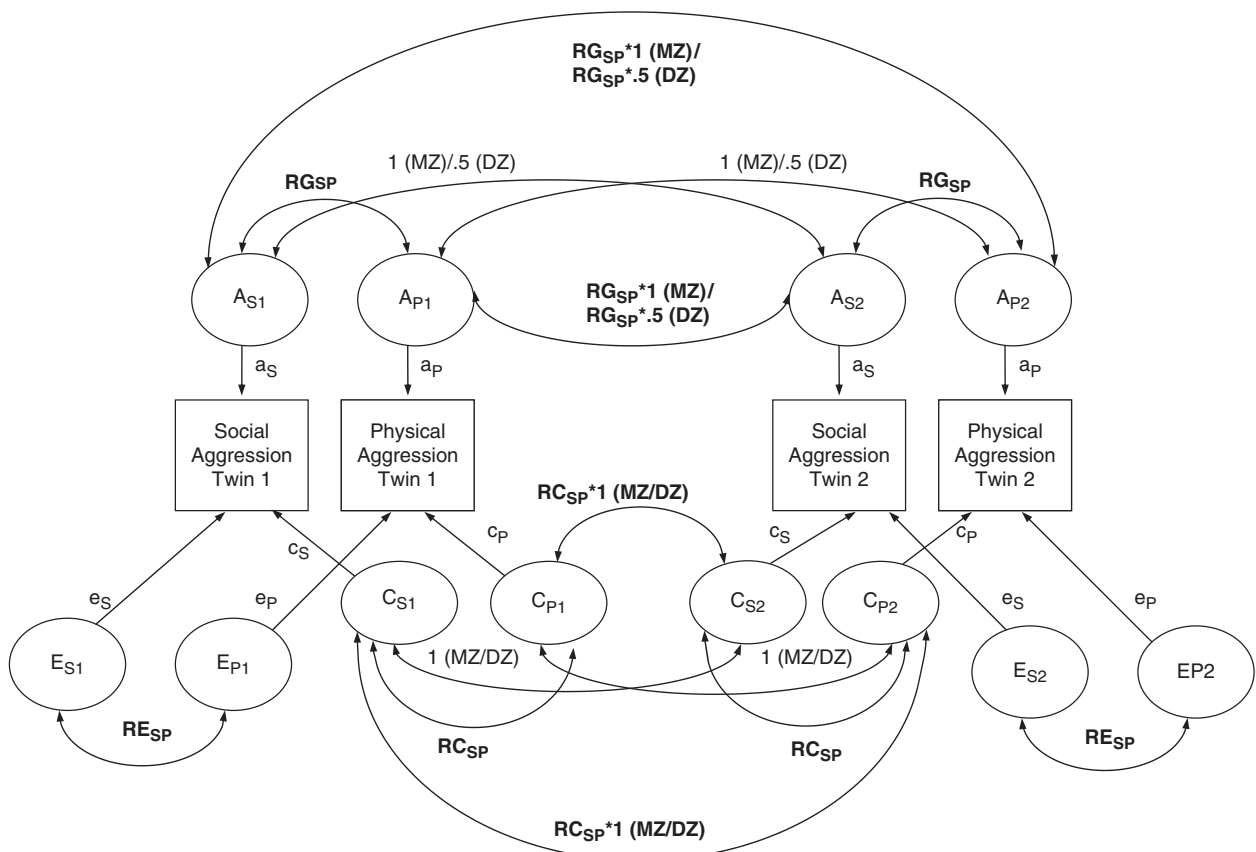 RG_SP*1 (MZ)/
RG_SP*.5 (DZ)
1 (MZ)/.5 (DZ)
1 (MZ)/.5 (DZ)
RG_SP
RG_SP
A_S1
A_P1
RG_SP*1 (MZ)/
RG_SP*.5 (DZ)
A_S2
A_P2
a_S
a_P
a_S
a_P
Social
Aggression
Twin 1
Physical
Aggression
Twin 1
Social
Aggression
Twin 2
Physical
Aggression
Twin 2
RC_SP*1 (MZ/DZ)
c_S
c_P
c_S
c_P
e_S
e_P
C_S1
C_P1
C_S2
C_P2
e_S
e_P
E_S1
E_P1
1 (MZ/DZ)
1 (MZ/DZ)
E_S2
EP2
RE_SP
RC_SP
RC_SP
RE_SP
RC_SP*1 (MZ/DZ)